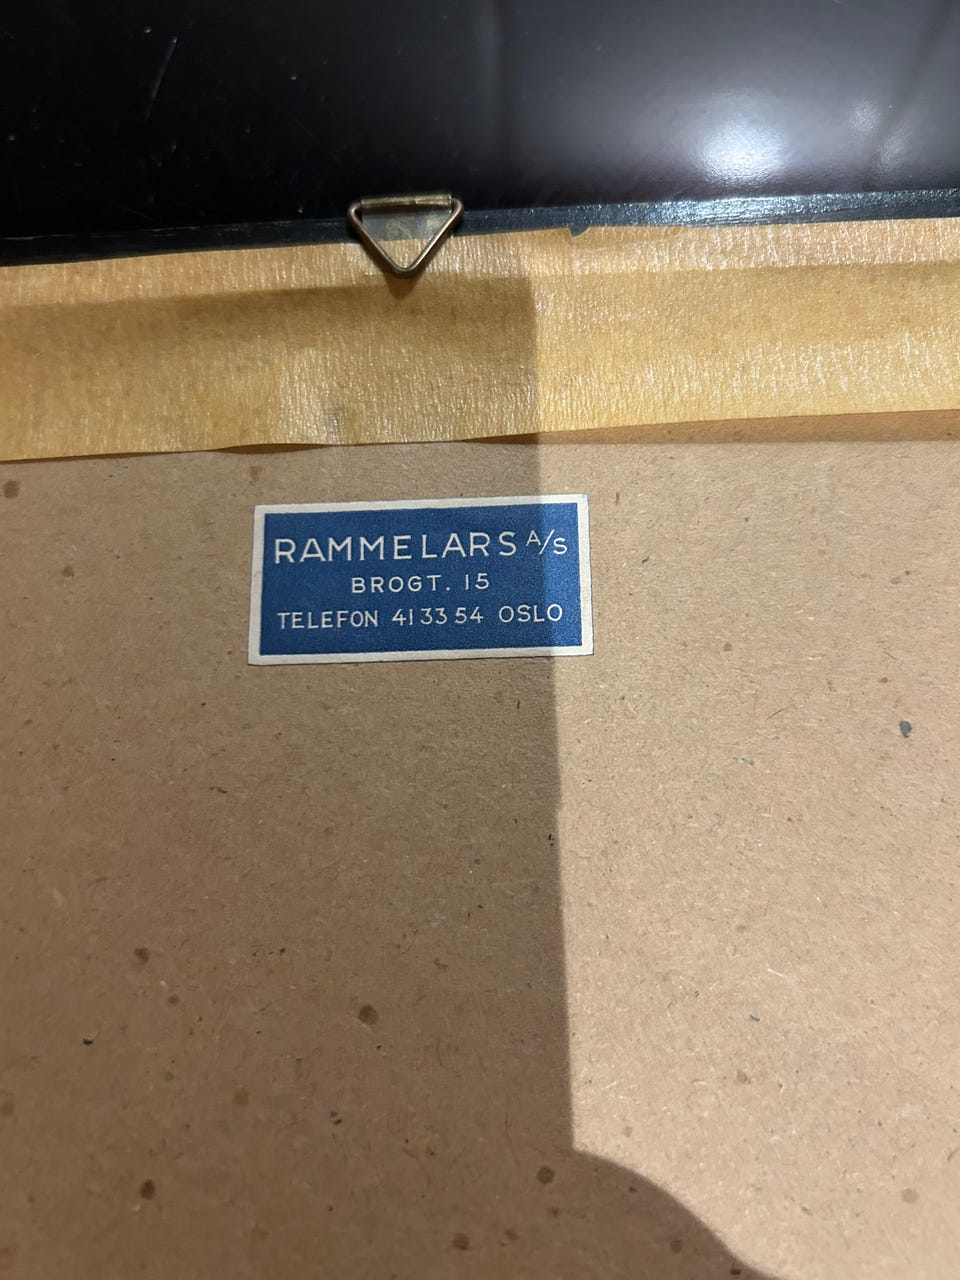 RAMMELARS A/S
BROGT. 15
TELEFON 41 33 54 OSLO